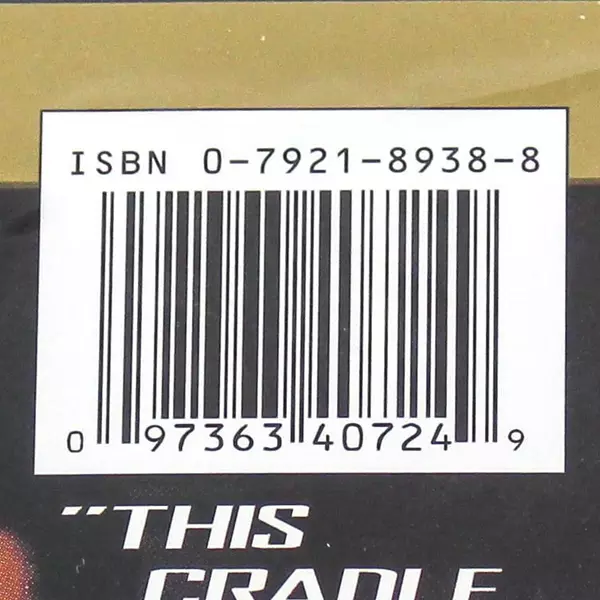 ISBN 0-7921-8938-8
0 97363 40724 9
"THIS
CRADLE